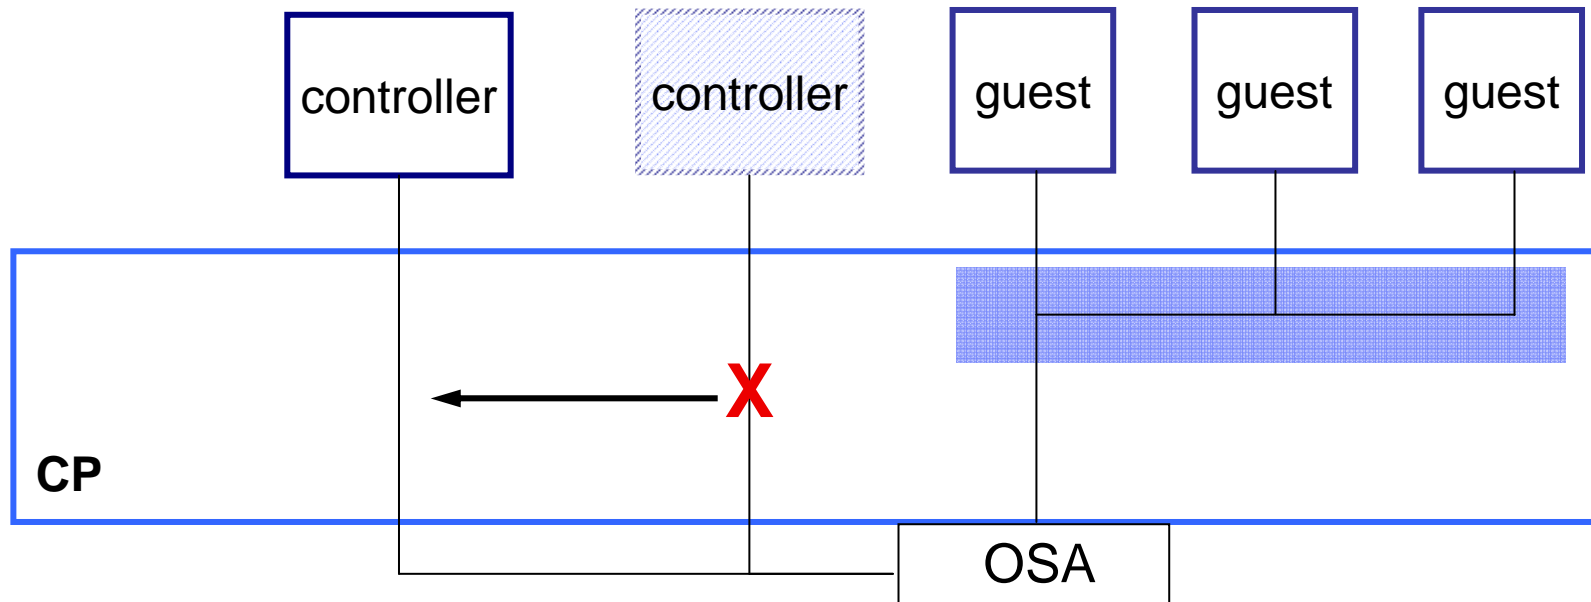 controller
controller
guest
guest
guest
X
CP
OSA